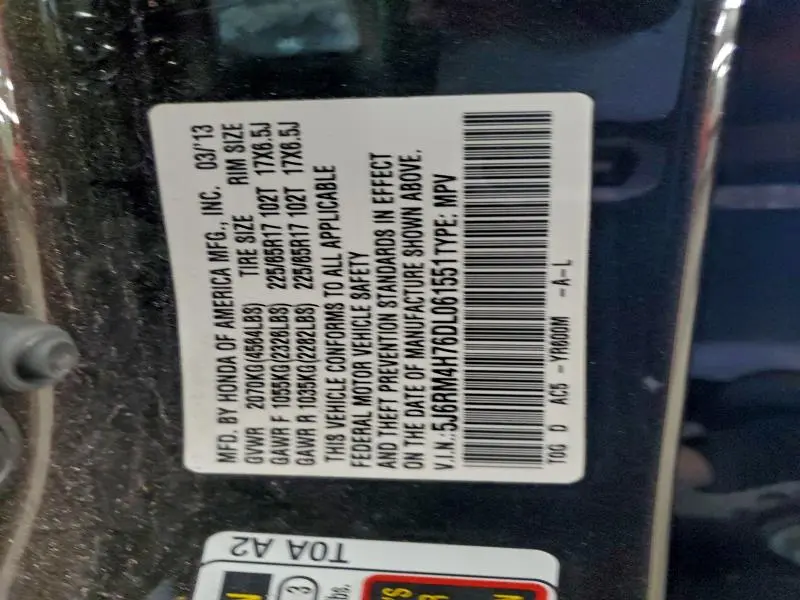 MFD. BY HONDA OF AMERICA MFG., INC. 03/'13
GVWR 2070KG(4564LBS) TIRE SIZE RIM SIZE
GAWR F 1055KG(2326LBS) 225/65R17 102T 17X6.5J
GAWR R 1035KG(2282LBS) 225/65R17 102T 17X6.5J
THIS VEHICLE CONFORMS TO ALL APPLICABLE
FEDERAL MOTOR VEHICLE SAFETY
AND THEFT PREVENTION STANDARDS IN EFFECT
ON THE DATE OF MANUFACTURE SHOWN ABOVE.
V.I.N.:5J6RM4H76DL061551 TYPE: MPV
T0G D AC5 -YR600M -A-L
T0A A2
3